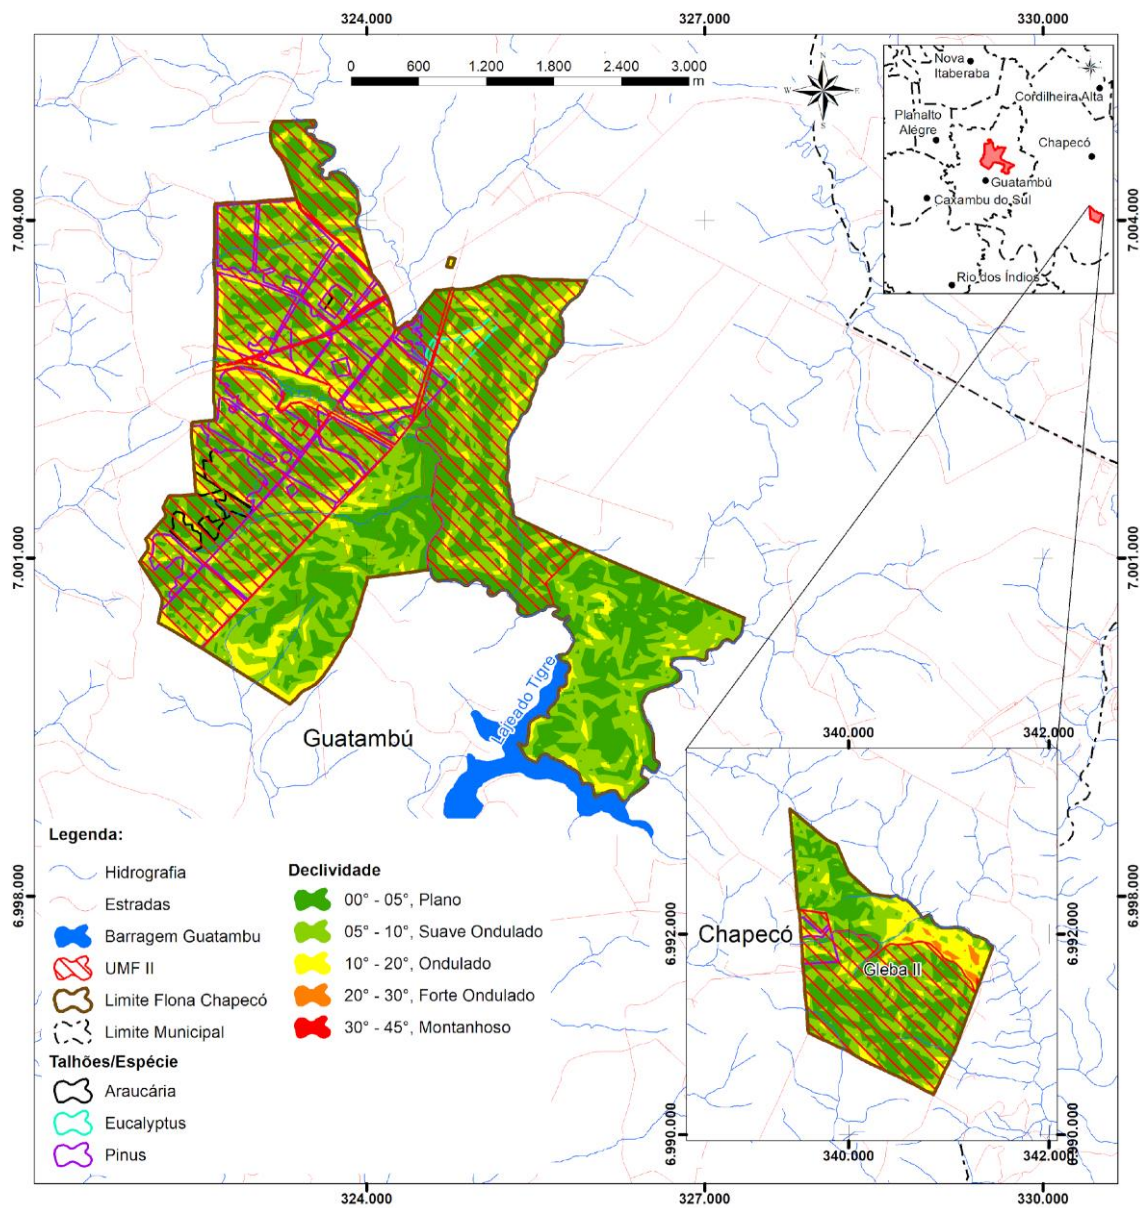 324.000
327.000
330.000
0 600 1.200 1.800 2.400 3.000
m
N
W E
S
Nova
Itaberaba
Cordilheira Alta
Planalto
Alegre
Chapecó
Guatambú
Caxambu do Sul
Rio dos Índios
7.004.000
7.004.000
7.001.000
7.001.000
Lajeado Tigre
Guatambú
340.000
342.000
Legenda:
Hidrografia
Estradas
Barragem Guatambu
UMF II
Limite Flona Chapecó
Limite Municipal
Talhões/Espécie
Araucária
Eucalyptus
Pinus
Declividade
00° - 05°, Plano
05° - 10°, Suave Ondulado
10° - 20°, Ondulado
20° - 30°, Forte Ondulado
30° - 45°, Montanhoso
6.998.000
6.998.000
6.992.000
6.992.000
Chapecó
Gleba II
6.990.000
6.990.000
340.000
342.000
324.000
327.000
330.000